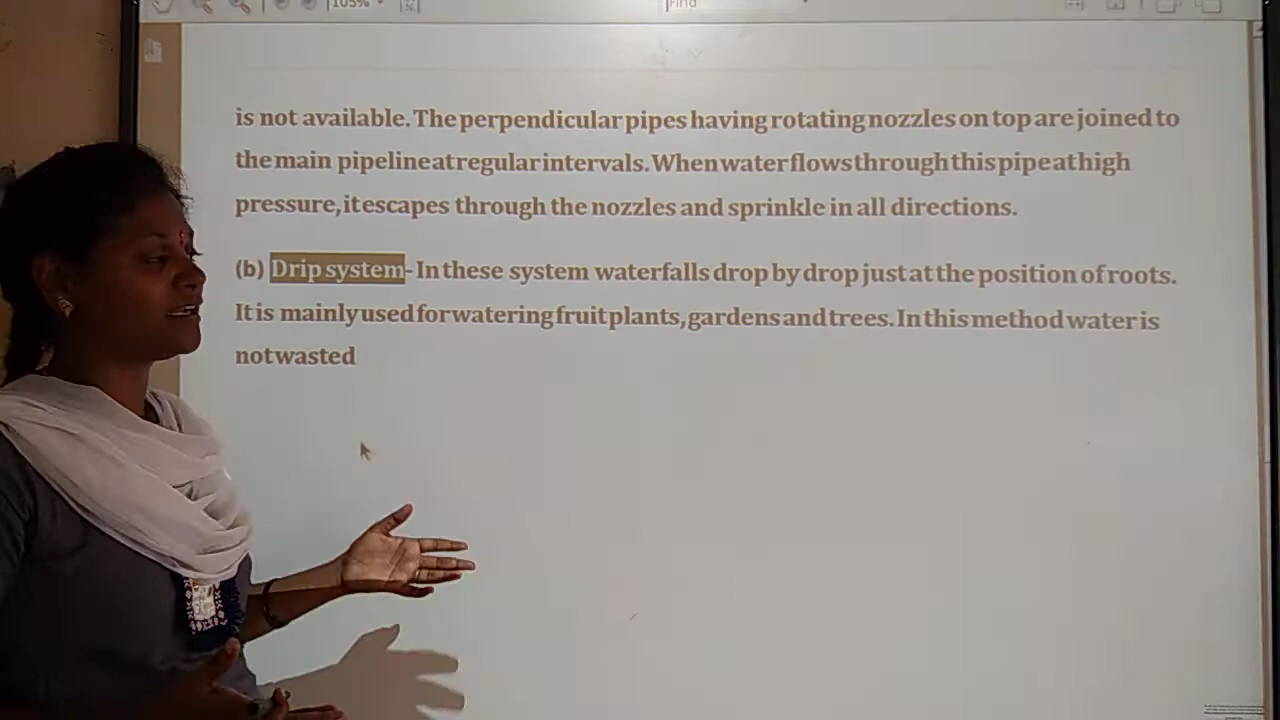 105%
Find
is not available. The perpendicular pipes having rotating nozzles on top are joined to
the main pipeline at regular intervals. When water flows through this pipe at high
pressure, it escapes through the nozzles and sprinkle in all directions.
(b) Drip system- In these system water falls drop by drop just at the position of roots.
It is mainly used for watering fruit plants, gardens and trees. In this method water is
not wasted